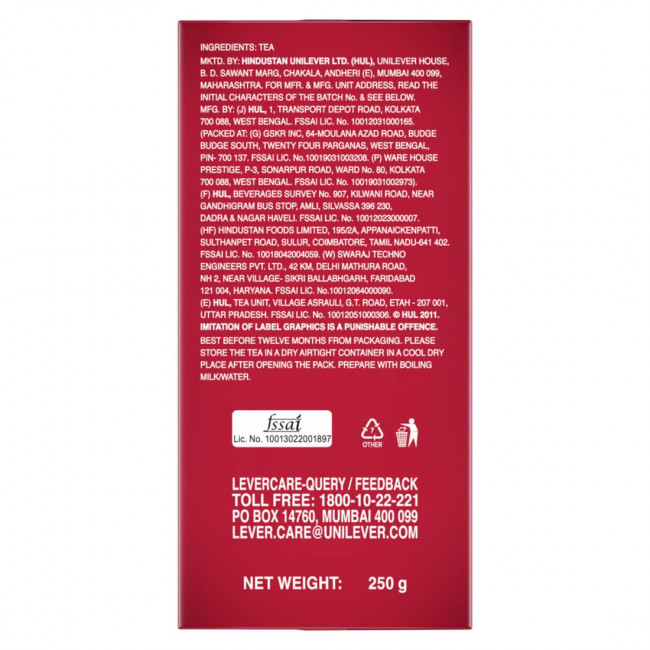 INGREDIENTS: TEA
MKTD. BY: HINDUSTAN UNILEVER LTD. (HUL), UNILEVER HOUSE,
B. D. SAWANT MARG, CHAKALA, ANDHERI (E), MUMBAI 400 099,
MAHARASHTRA. FOR MFR. & MFG. UNIT ADDRESS, READ THE
INITIAL CHARACTERS OF THE BATCH No. & SEE BELOW.
MFG. BY: (J) HUL, 1, TRANSPORT DEPOT ROAD, KOLKATA
700 088, WEST BENGAL. FSSAI LIC. No. 10012031000165.
(PACKED AT: (G) GSKR INC, 64-MOULANA AZAD ROAD, BUDGE
BUDGE SOUTH, TWENTY FOUR PARGANAS, WEST BENGAL,
PIN- 700 137. FSSAI LIC. No.10019031003208. (P) WARE HOUSE
PRESTIGE, P-3, SONARPUR ROAD, WARD No. 80, KOLKATA
700 088, WEST BENGAL. FSSAI LIC. No. 10019031002973).
(F) HUL, BEVERAGES SURVEY No. 907, KILWANI ROAD, NEAR
GANDHIGRAM BUS STOP, AMLI, SILVASSA 396 230,
DADRA & NAGAR HAVELI. FSSAI LIC. No. 10012023000007.
(HF) HINDUSTAN FOODS LIMITED, 195/2A, APPANAICKENPATTI,
SULTHANPET ROAD, SULUR, COIMBATORE, TAMIL NADU-641 402.
FSSAI LIC. No. 10018042004059. (W) SWARAJ TECHNO
ENGINEERS PVT. LTD., 42 KM, DELHI MATHURA ROAD,
NH 2, NEAR VILLAGE- SIKRI BALLABHGARH, FARIDABAD
121 004, HARYANA. FSSAI LIC. No. 10012064000090.
(E) HUL, TEA UNIT, VILLAGE ASRAULI, G.T. ROAD, ETAH - 207 001,
UTTAR PRADESH. FSSAI LIC. No. 10012051000306. © HUL 2011.
IMITATION OF LABEL GRAPHICS IS A PUNISHABLE OFFENCE.
BEST BEFORE TWELVE MONTHS FROM PACKAGING. PLEASE
STORE THE TEA IN A DRY AIRTIGHT CONTAINER IN A COOL DRY
PLACE AFTER OPENING THE PACK. PREPARE WITH BOILING
MILK/WATER.
fssai
Lic. No. 10013022001897
7
OTHER
LEVERCARE-QUERY / FEEDBACK
TOLL FREE: 1800-10-22-221
PO BOX 14760, MUMBAI 400 099
LEVER.CARE@UNILEVER.COM
NET WEIGHT: 250 g